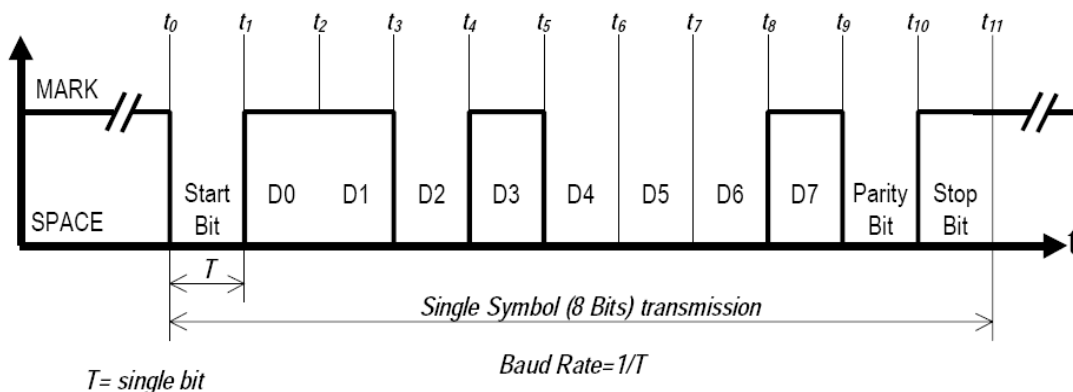 t0 t1 t2 t3 t4 t5 t6 t7 t8 t9 t10 t11
MARK
Start Bit D0 D1 D2 D3 D4 D5 D6 D7 Parity Bit Stop Bit
SPACE
t
T
Single Symbol (8 Bits) transmission
Baud Rate=1/T
T= single bit